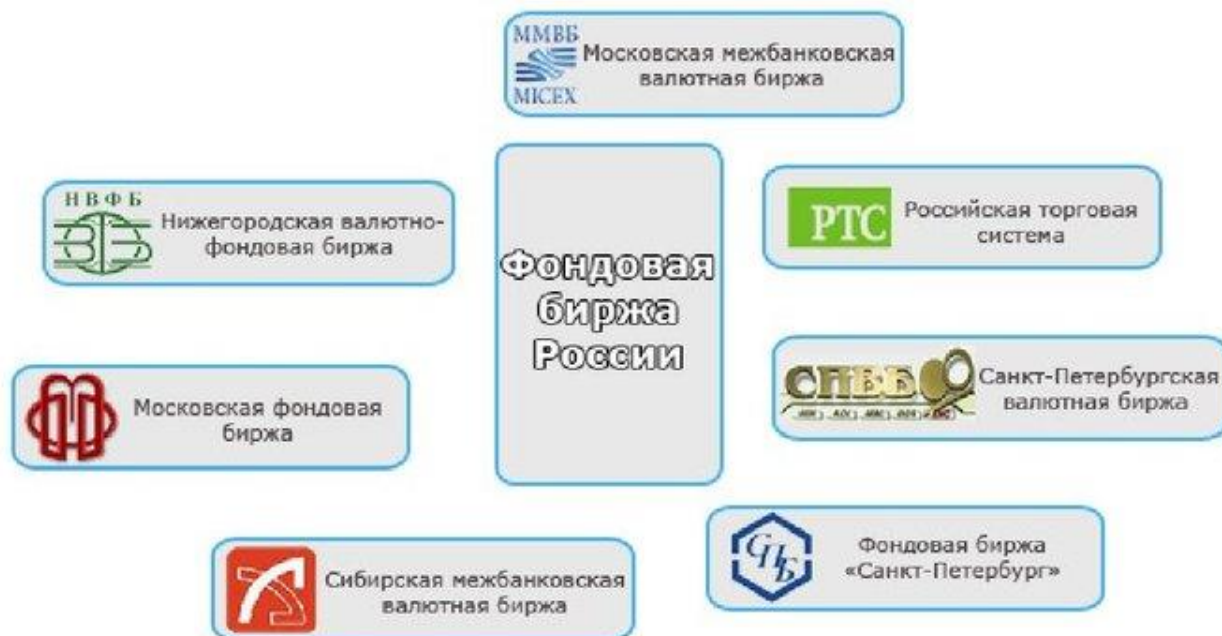 ММВБ
MICEX
Московская межбанковская
валютная биржа
НВФБ
Нижегородская валютно-
фондовая биржа
РТС
Российская торговая
система
Фондовая
биржа
России
СПВБ
Санкт-Петербургская
валютная биржа
Московская фондовая
биржа
СПБ
Фондовая биржа
«Санкт-Петербург»
Сибирская межбанковская
валютная биржа